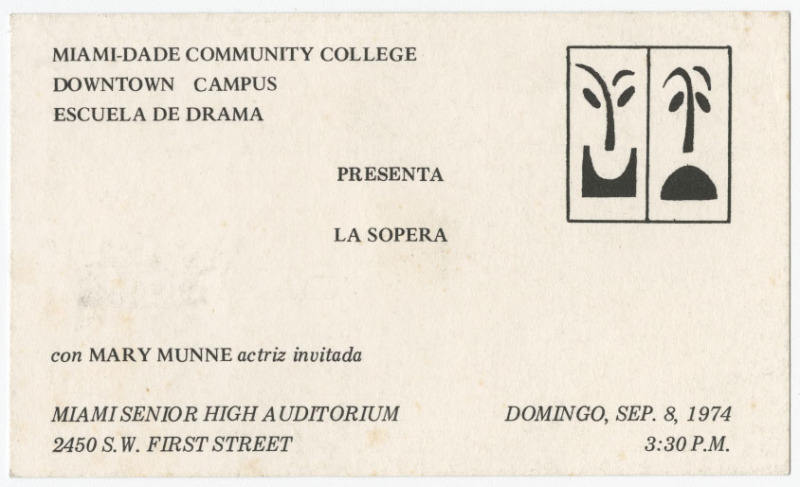 MIAMI-DADE COMMUNITY COLLEGE
DOWNTOWN CAMPUS
ESCUELA DE DRAMA
PRESENTA
LA SOPERA
con MARY MUNNE actriz invitada
MIAMI SENIOR HIGH AUDITORIUM DOMINGO, SEP. 8, 1974
2450 S.W. FIRST STREET 3:30 P.M.